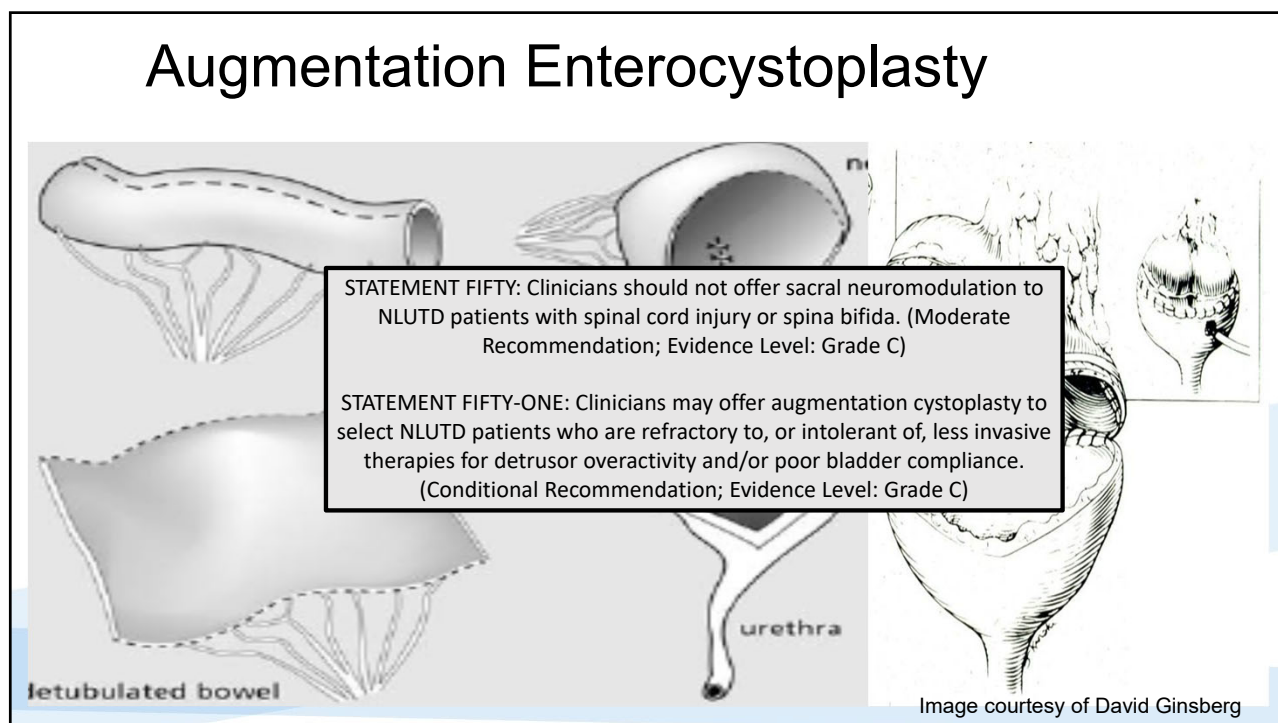 Augmentation Enterocystoplasty
STATEMENT FIFTY: Clinicians should not offer sacral neuromodulation to
NLUTD patients with spinal cord injury or spina bifida. (Moderate
Recommendation; Evidence Level: Grade C)
STATEMENT FIFTY-ONE: Clinicians may offer augmentation cystoplasty to
select NLUTD patients who are refractory to, or intolerant of, less invasive
therapies for detrusor overactivity and/or poor bladder compliance.
(Conditional Recommendation; Evidence Level: Grade C)
urethra
detubulated bowel
Image courtesy of David Ginsberg